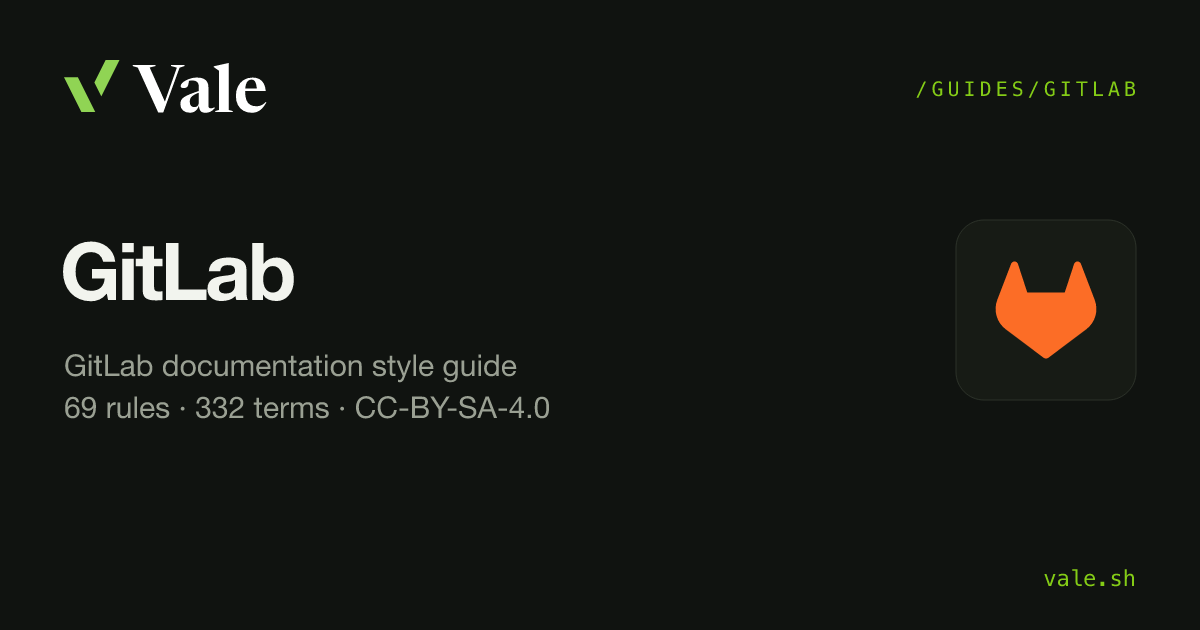 Vale
/GUIDES/GITLAB
GitLab
GitLab documentation style guide
69 rules · 332 terms · CC-BY-SA-4.0
vale.sh